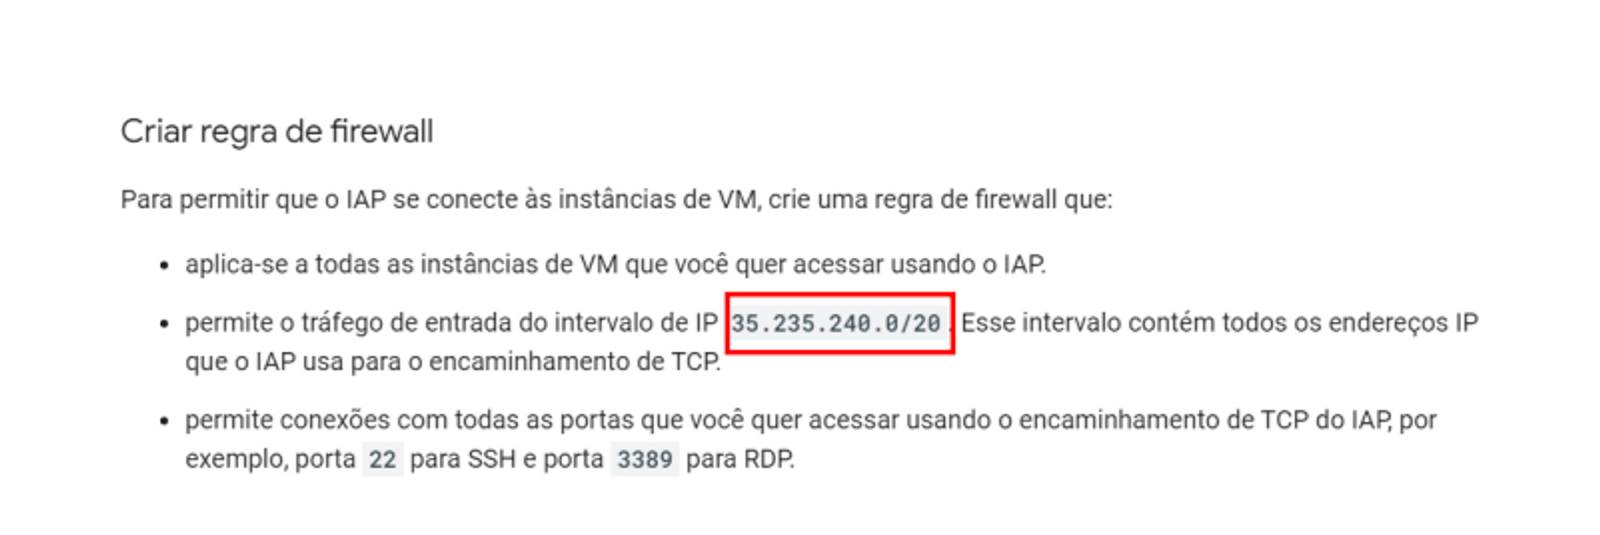 Criar regra de firewall
Para permitir que o IAP se conecte às instâncias de VM, crie uma regra de firewall que:
• aplica-se a todas as instâncias de VM que você quer acessar usando o IAP.
• permite o tráfego de entrada do intervalo de IP 35.235.240.0/20 . Esse intervalo contém todos os endereços IP
que o IAP usa para o encaminhamento de TCP.
• permite conexões com todas as portas que você quer acessar usando o encaminhamento de TCP do IAP, por
exemplo, porta 22 para SSH e porta 3389 para RDP.